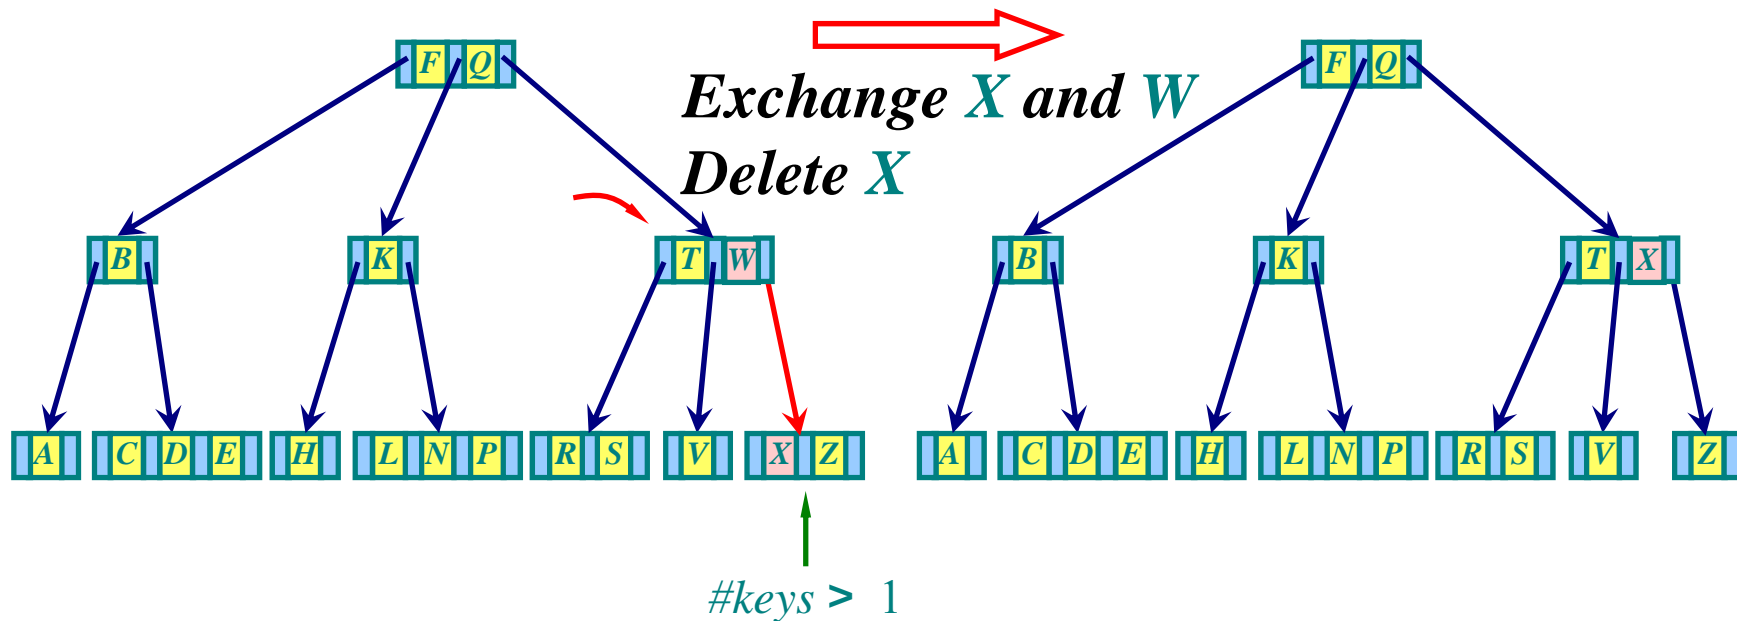 F Q F Q
Exchange X and W
Delete X
B K T W B K T X
A C D E H L N P R S V X Z A C D E H L N P R S V Z
#keys > 1